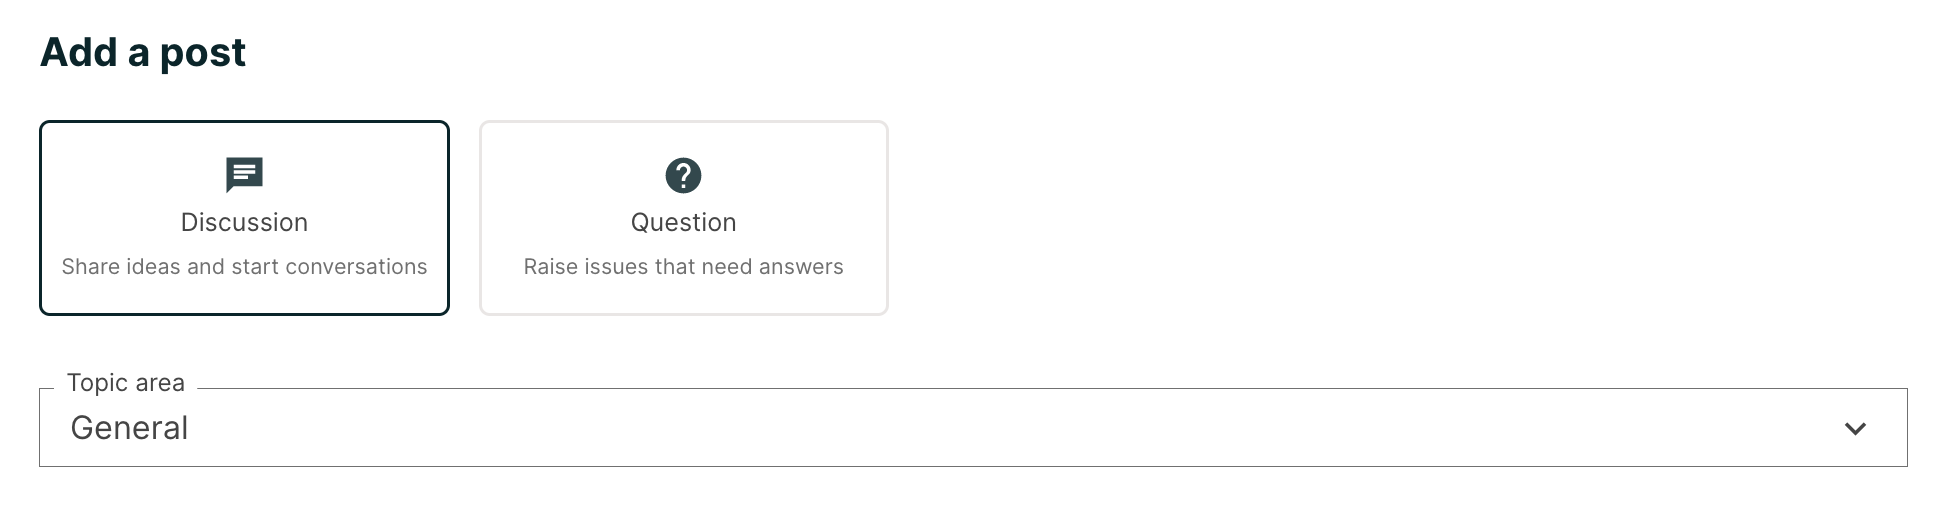 Add a post
Discussion
Share ideas and start conversations
Question
Raise issues that need answers
Topic area
General